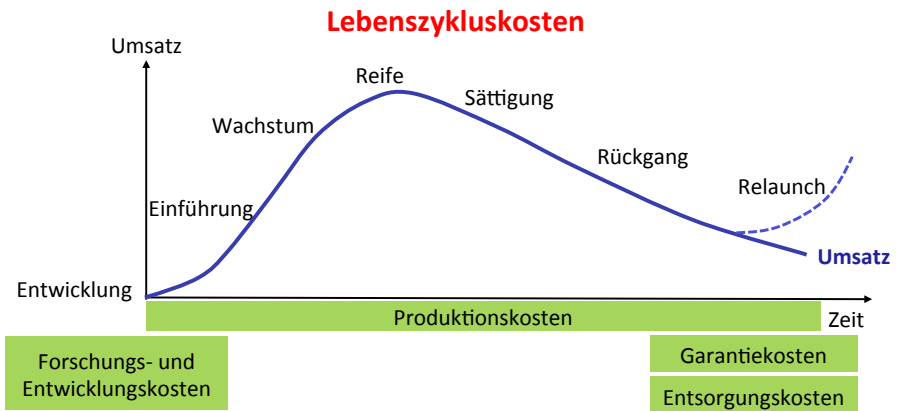 Lebenszykluskosten
Umsatz
Reife
Sättigung
Wachstum
Rückgang
Relaunch
Einführung
Umsatz
Entwicklung
Produktionskosten
Zeit
Forschungs- und
Entwicklungskosten
Garantiekosten
Entsorgungskosten